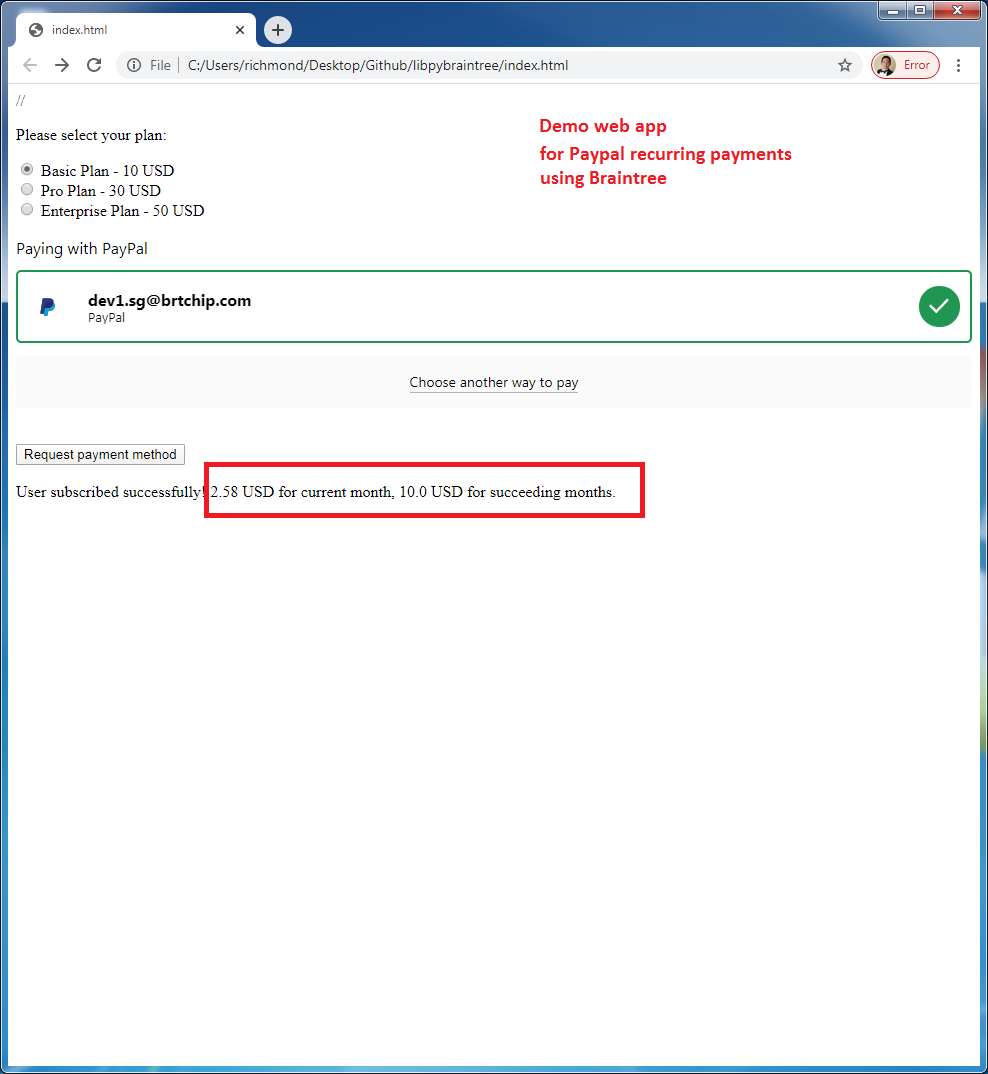 index.html
File
C:/Users/richmond/Desktop/Github/libpybraintree/index.html
Error
//
Please select your plan:
Basic Plan - 10 USD
Pro Plan - 30 USD
Enterprise Plan - 50 USD
Demo web app
for Paypal recurring payments
using Braintree
Paying with PayPal
dev1.sg@brtchip.com
PayPal
Choose another way to pay
Request payment method
User subscribed successfully! 2.58 USD for current month, 10.0 USD for succeeding months.